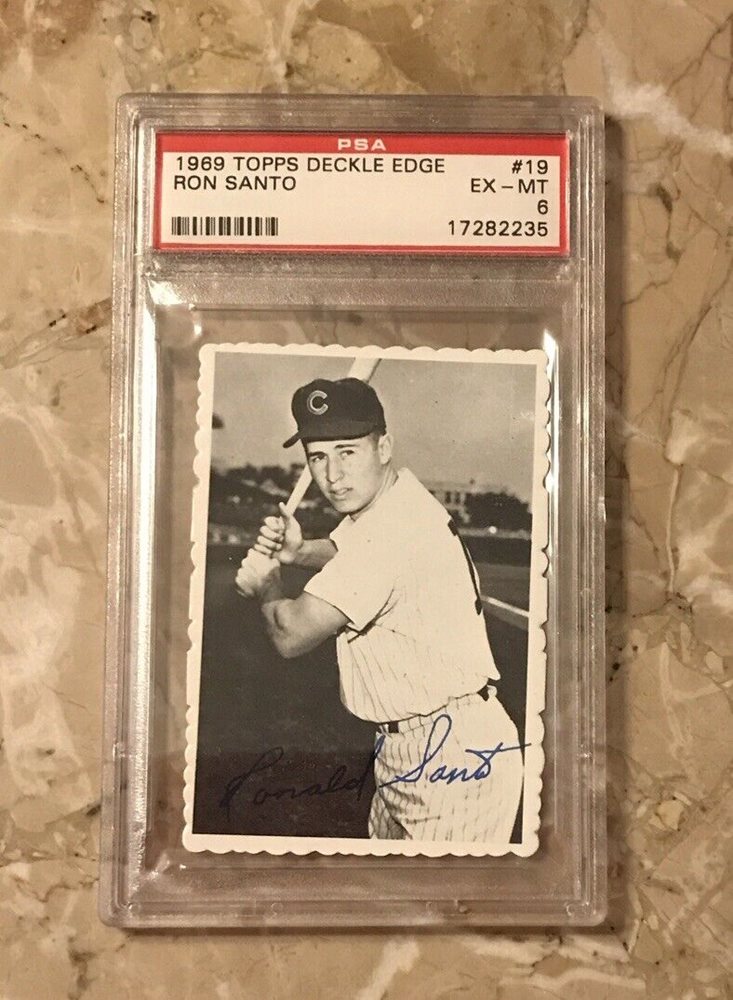 PSA
1969 TOPPS DECKLE EDGE #19
RON SANTO EX-MT
6
17282235
C
Ronald Santo